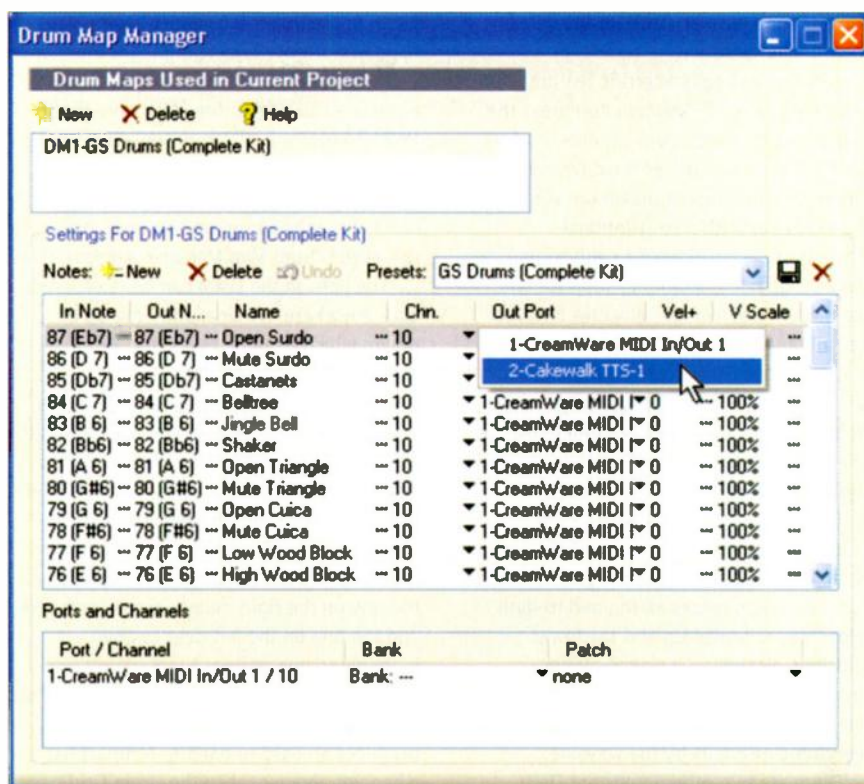 Drum Map Manager
Drum Maps Used in Current Project
New Delete Help
DM1-GS Drums (Complete Kit)
Settings For DM1-GS Drums (Complete Kit)
Notes: New Delete Undo Presets: GS Drums (Complete Kit)
In Note Out N... Name Chn. Out Port Vel+ V Scale
87 (Eb7) 87 (Eb7) Open Surdo 10
1-CreamWare MIDI In/Out 1
86 (D 7) 86 (D 7) Mute Surdo 10
2-Cakewalk TTS-1
85 (Db7) 85 (Db7) Castanets 10
84 (C 7) 84 (C 7) Belltree 10 1-CreamWare MIDI I 0 100%
83 (B 6) 83 (B 6) Jingle Bell 10 1-CreamWare MIDI I 0 100%
82 (Bb6) 82 (Bb6) Shaker 10 1-CreamWare MIDI I 0 100%
81 (A 6) 81 (A 6) Open Triangle 10 1-CreamWare MIDI I 0 100%
80 (G#6) 80 (G#6) Mute Triangle 10 1-CreamWare MIDI I 0 100%
79 (G 6) 79 (G 6) Open Cuica 10 1-CreamWare MIDI I 0 100%
78 (F#6) 78 (F#6) Mute Cuica 10 1-CreamWare MIDI I 0 100%
77 (F 6) 77 (F 6) Low Wood Block 10 1-CreamWare MIDI I 0 100%
76 (E 6) 76 (E 6) High Wood Block 10 1-CreamWare MIDI I 0 100%
Ports and Channels
Port / Channel Bank Patch
1-CreamWare MIDI In/Out 1 / 10 Bank: --- none